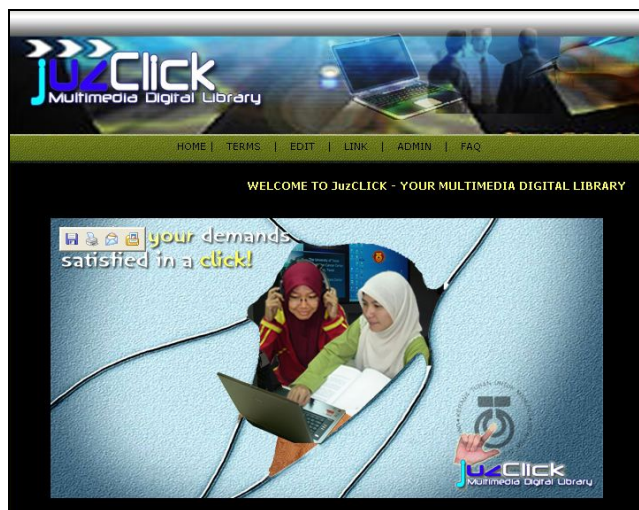 juzClick
Multimedia Digital Library
HOME | TERMS | EDIT | LINK | ADMIN | FAQ
WELCOME TO JuzCLICK - YOUR MULTIMEDIA DIGITAL LIBRARY
your demands
satisfied in a click!
juzClick
Multimedia Digital Library